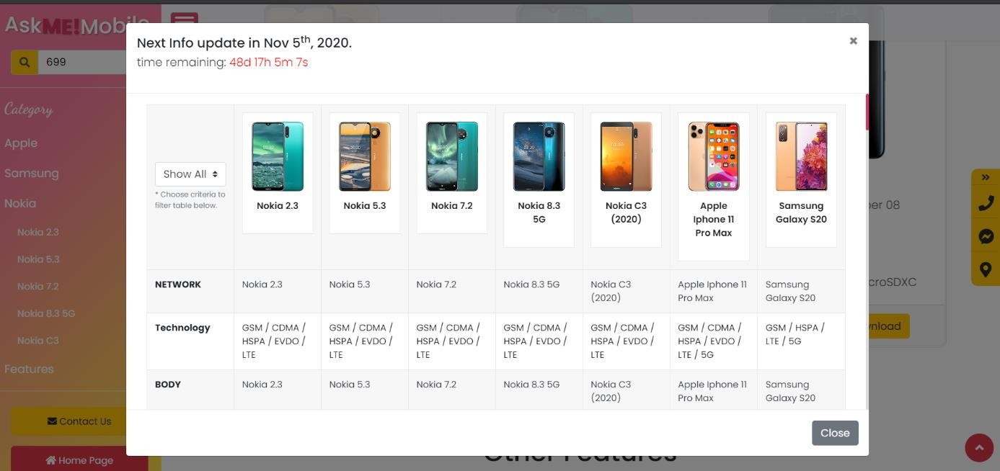 AskME!Mobile
Next Info update in Nov 5th, 2020.
time remaining: 48d 17h 5m 7s
×
699
Category
Apple
Samsung
Nokia
Nokia 2.3
Nokia 5.3
Nokia 7.2
Nokia 8.3 5G
Nokia C3
Features
Contact Us
Home Page
Show All
* Choose criteria to
filter table below.
Nokia 2.3
Nokia 5.3
Nokia 7.2
Nokia 8.3
5G
Nokia C3
(2020)
Apple
Iphone 11
Pro Max
Samsung
Galaxy S20
NETWORK
Nokia 2.3
Nokia 5.3
Nokia 7.2
Nokia 8.3 5G
Nokia C3
(2020)
Apple Iphone 11
Pro Max
Samsung
Galaxy S20
Technology
GSM / CDMA /
HSPA / EVDO /
LTE
GSM / CDMA /
HSPA / EVDO /
LTE
GSM / CDMA /
HSPA / EVDO /
LTE
GSM / CDMA /
HSPA / EVDO /
LTE
GSM / CDMA /
HSPA / EVDO /
LTE
GSM / CDMA /
HSPA / EVDO /
LTE / 5G
GSM / HSPA /
LTE / 5G
BODY
Nokia 2.3
Nokia 5.3
Nokia 7.2
Nokia 8.3 5G
Nokia C3
(2020)
Apple Iphone 11
Pro Max
Samsung
Galaxy S20
Close
er 08
croSDXC
nload
Other Features